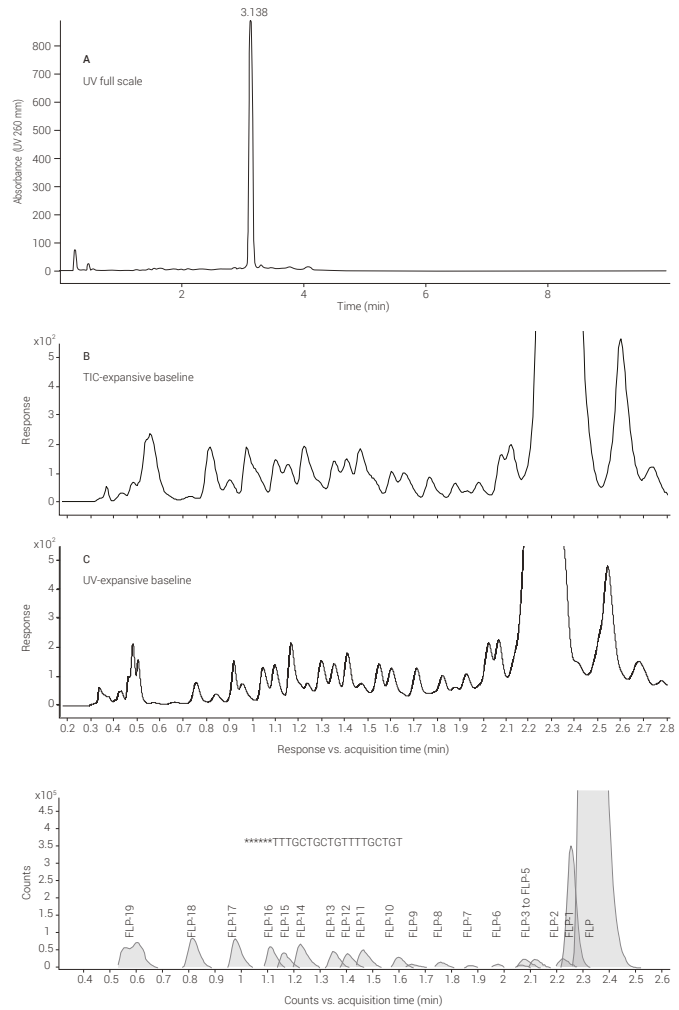 3.138
A
UV full scale
800
700
600
500
400
300
200
100
0
Absorbance (UV 260 mm)
2 4 6 8
Time (min)
x10²
B
TIC-expansive baseline
5
4
3
2
1
0
Response
x10²
C
UV-expansive baseline
5
4
3
2
1
0
Response
0.2 0.3 0.4 0.5 0.6 0.7 0.8 0.9 1 1.1 1.2 1.3 1.4 1.5 1.6 1.7 1.8 1.9 2 2.1 2.2 2.3 2.4 2.5 2.6 2.7 2.8
Response vs. acquisition time (min)
x10⁵
4.5
4
3.5
3
2.5
2
1.5
1
0.5
0
Counts
******TTTGCTGCTGTTTTGCTGT
FLP-19 FLP-18 FLP-17 FLP-16 FLP-15 FLP-14 FLP-13 FLP-12 FLP-11 FLP-10 FLP-9 FLP-8 FLP-7 FLP-6 FLP-3 to FLP-5 FLP-2 FLP-1 FLP
0.4 0.5 0.6 0.7 0.8 0.9 1 1.1 1.2 1.3 1.4 1.5 1.6 1.7 1.8 1.9 2 2.1 2.2 2.3 2.4 2.5 2.6
Counts vs. acquisition time (min)